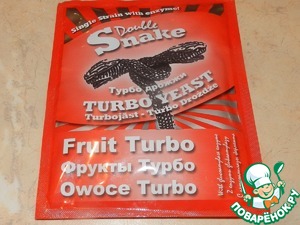 Single Strain with enzyme!
Double
Snake
Турбо дрожжи
TURBO YEAST
Turbojäst - Turbo Drożdże
Fruit Turbo
Фрукты Турбо
Owoce Turbo
ПОВАРЁНОК.РУ